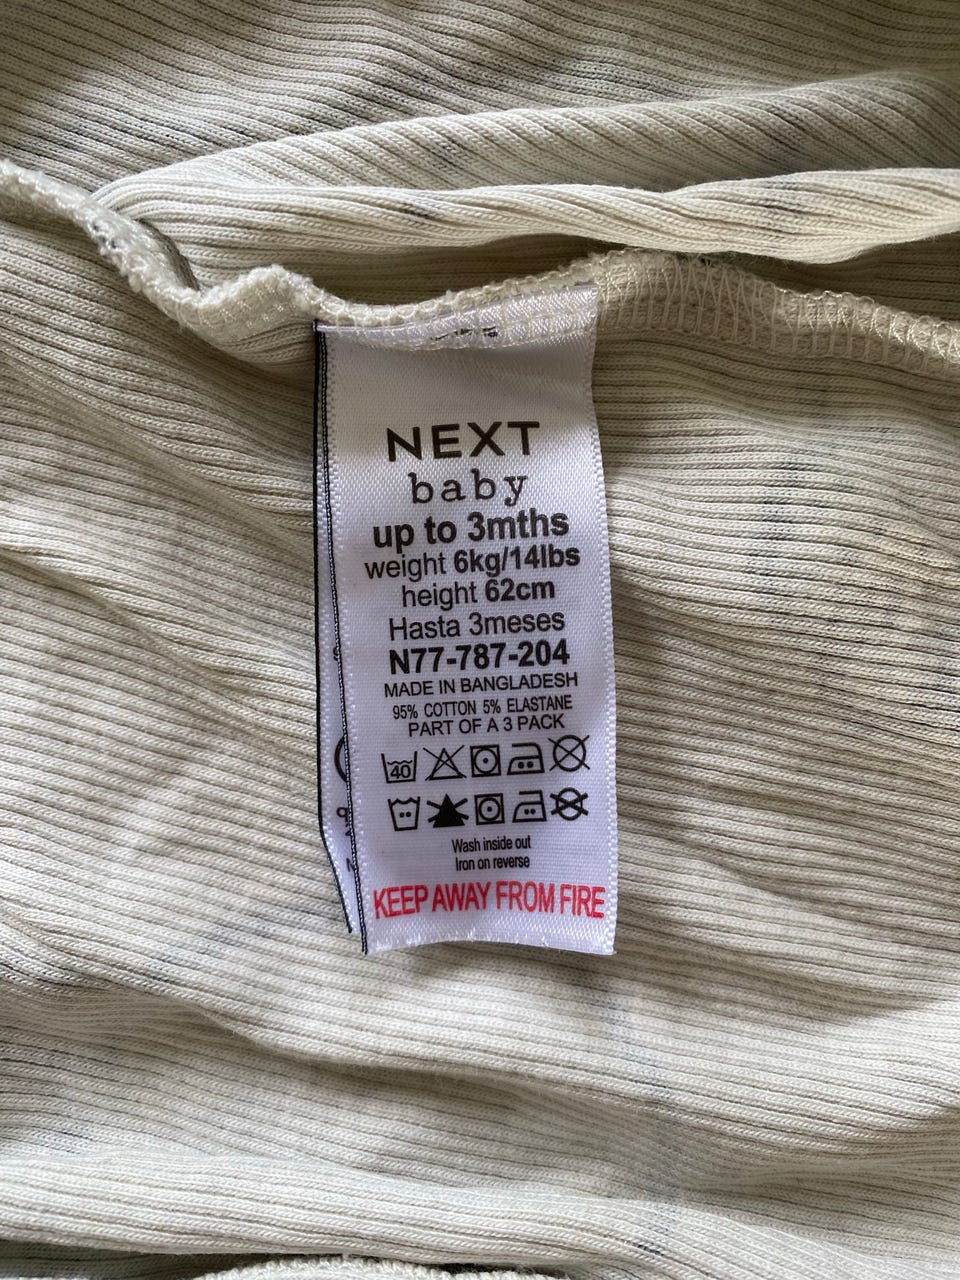 NEXT
baby
up to 3mths
weight 6kg/14lbs
height 62cm
Hasta 3meses
N77-787-204
MADE IN BANGLADESH
95% COTTON 5% ELASTANE
PART OF A 3 PACK
40
Wash inside out
Iron on reverse
KEEP AWAY FROM FIRE